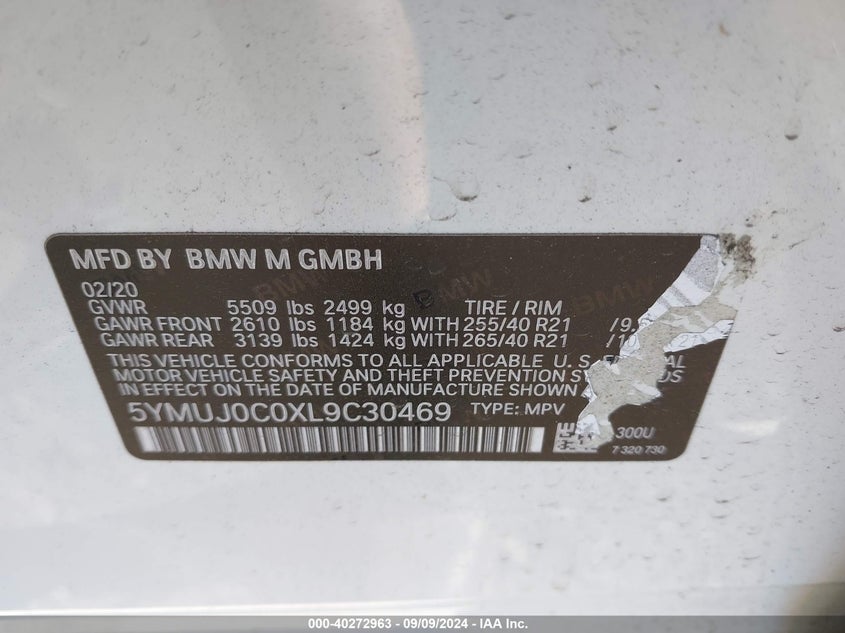 MFD BY BMW M GMBH
02/20
GVWR 5509 lbs 2499 kg TIRE / RIM
GAWR FRONT 2610 lbs 1184 kg WITH 255/40 R21 /9.
GAWR REAR 3139 lbs 1424 kg WITH 265/40 R21 /10
THIS VEHICLE CONFORMS TO ALL APPLICABLE U. S.
MOTOR VEHICLE SAFETY AND THEFT PREVENTION
IN EFFECT ON THE DATE OF MANUFACTURE SHOWN
5YMUJ0C0XL9C30469 TYPE: MPV
300U
7 320 730
000-40272963 - 09/09/2024 - IAA Inc.